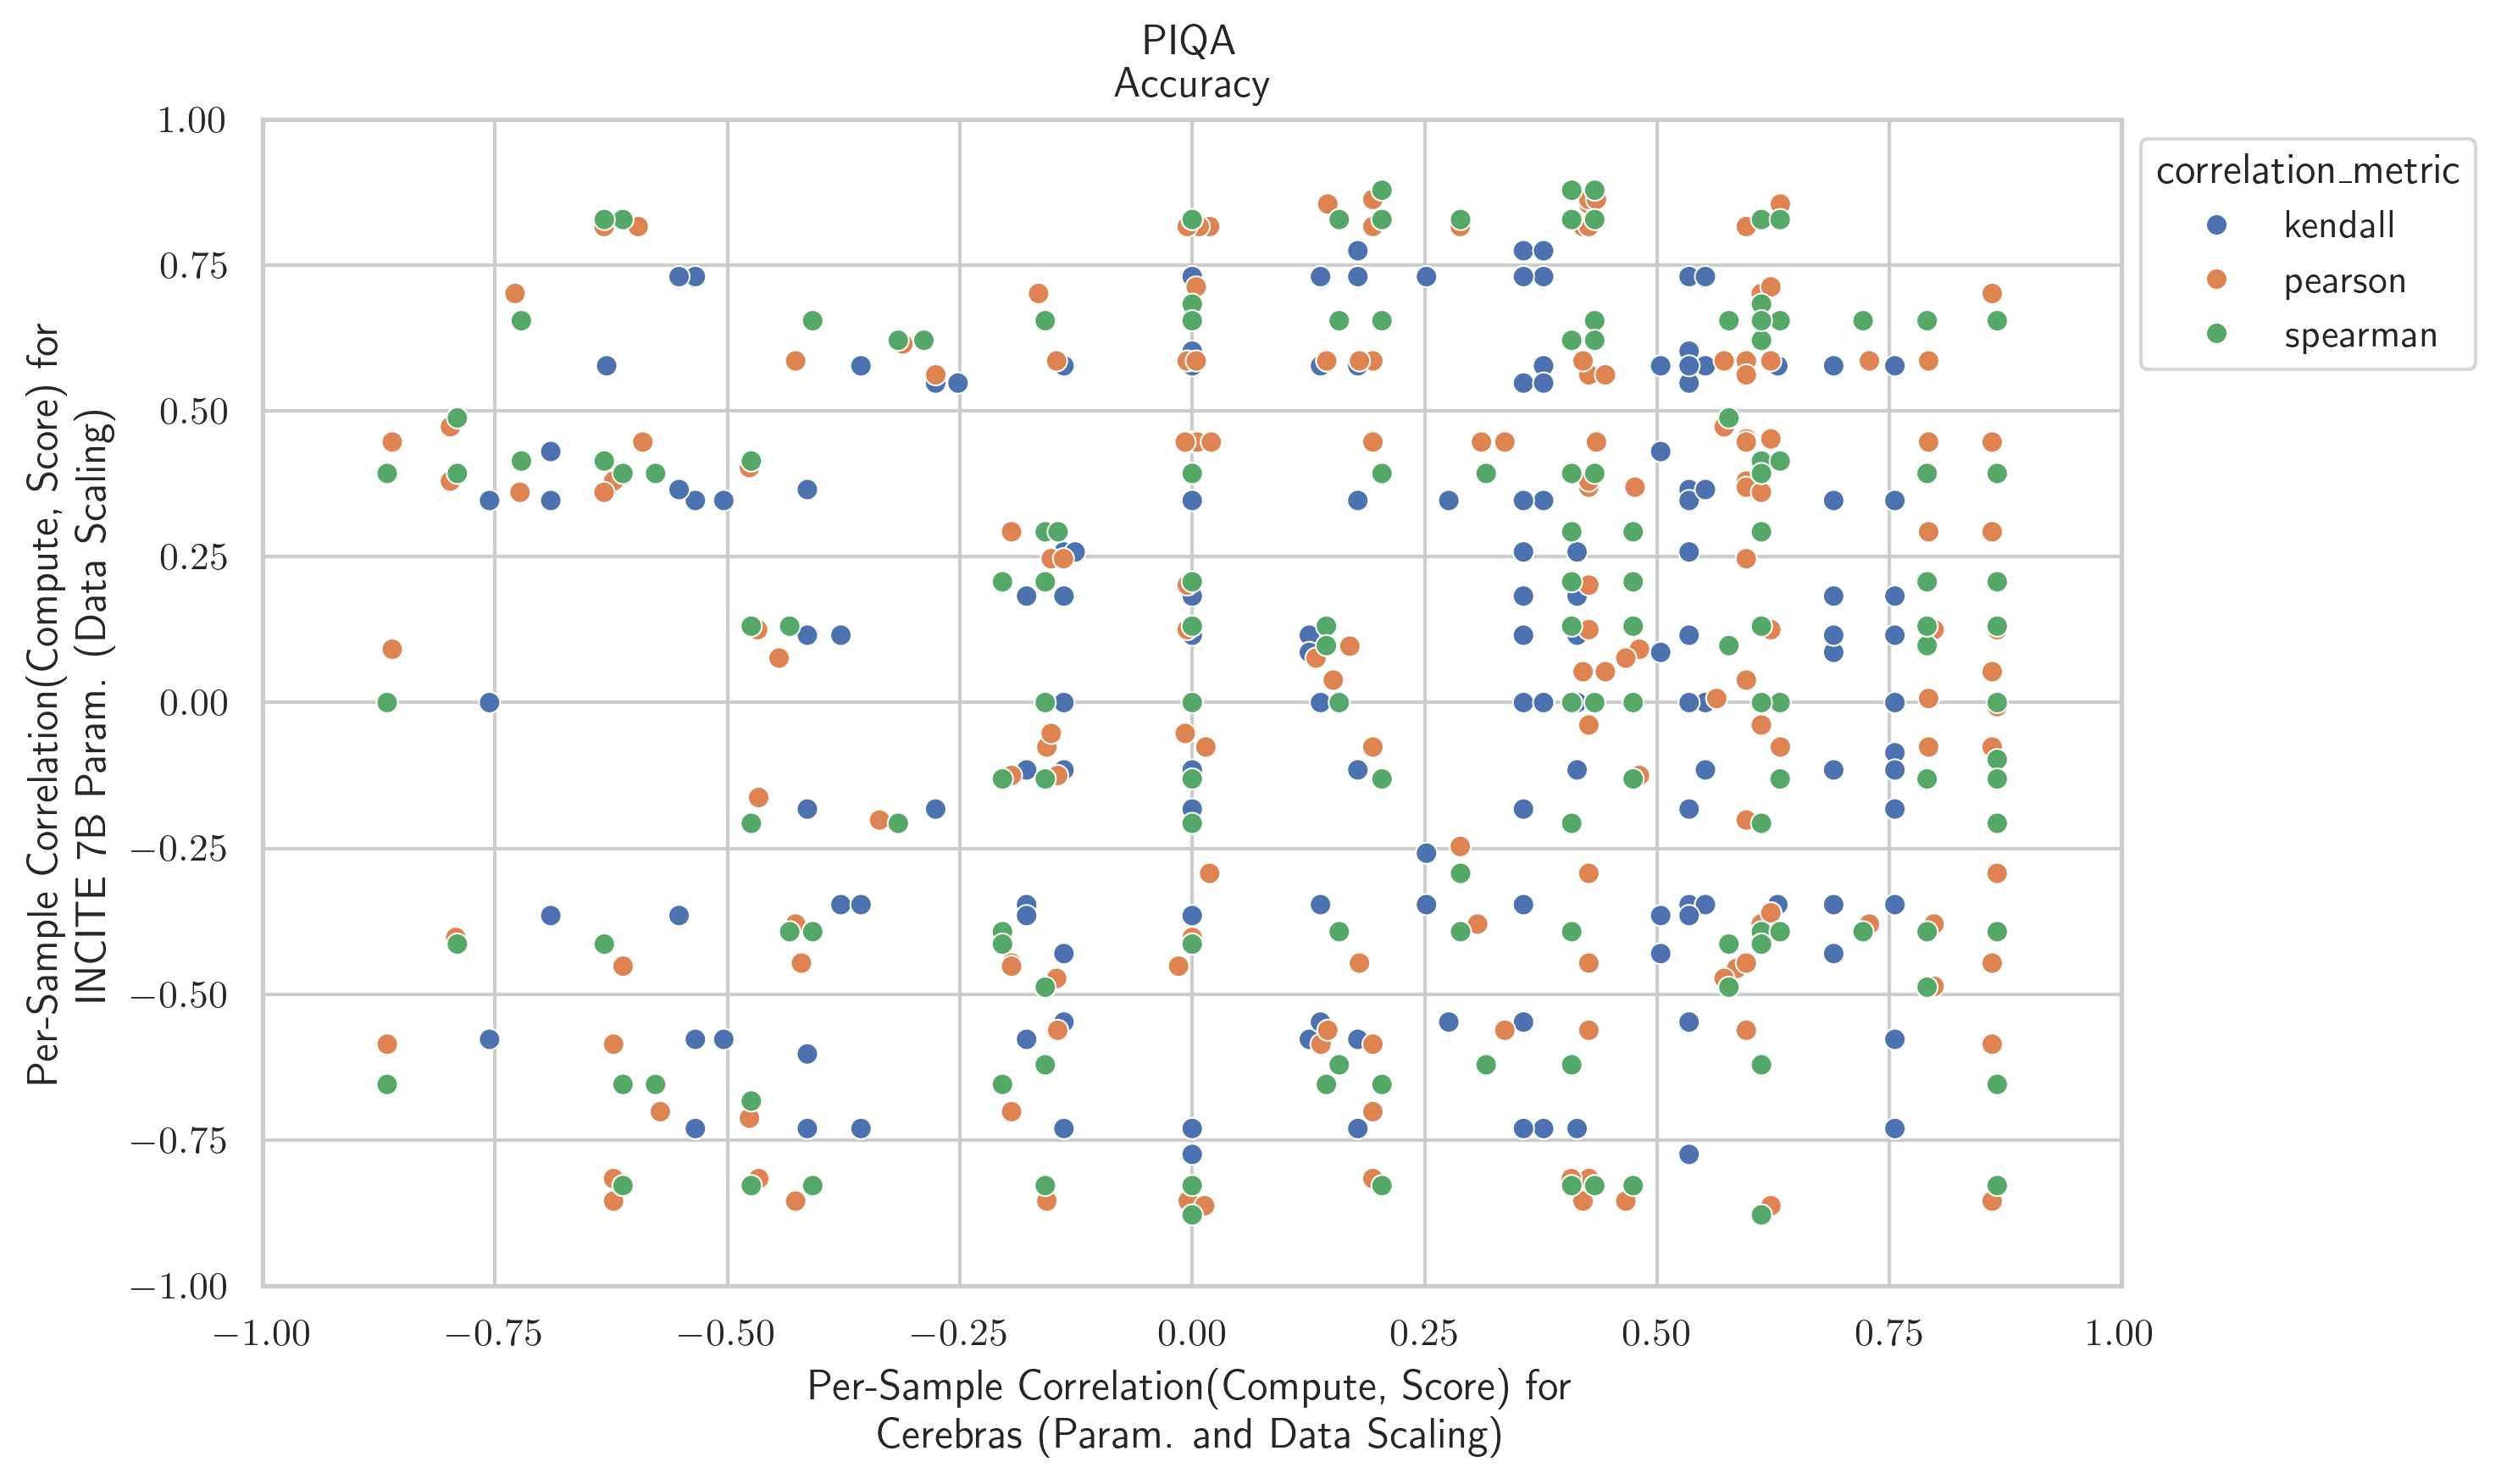 PIQA
Accuracy
1.00
0.75
0.50
0.25
0.00
−0.25
−0.50
−0.75
−1.00
Per-Sample Correlation(Compute, Score) for
INCITE 7B Param. (Data Scaling)
−1.00 −0.75 −0.50 −0.25 0.00 0.25 0.50 0.75 1.00
Per-Sample Correlation(Compute, Score) for
Cerebras (Param. and Data Scaling)
correlation_metric
kendall
pearson
spearman